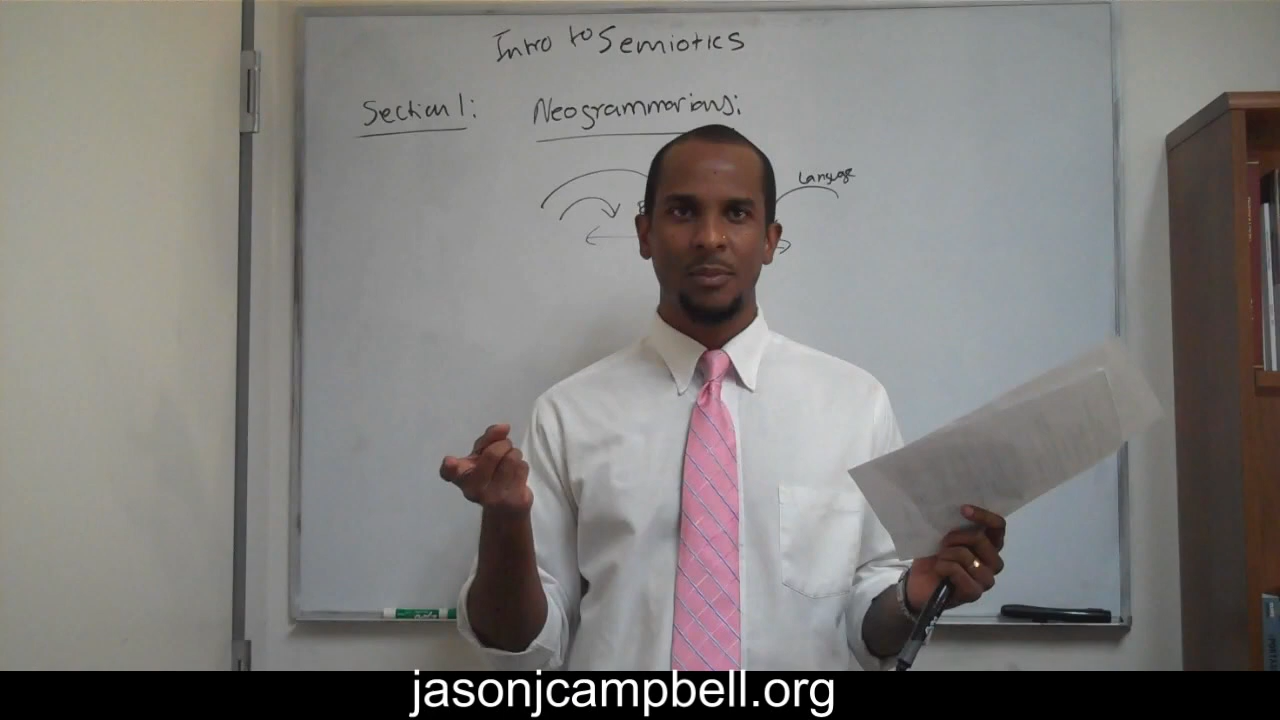 Intro to Semiotics
Section 1: Neogrammarians:
Language
jasonjcampbell.org